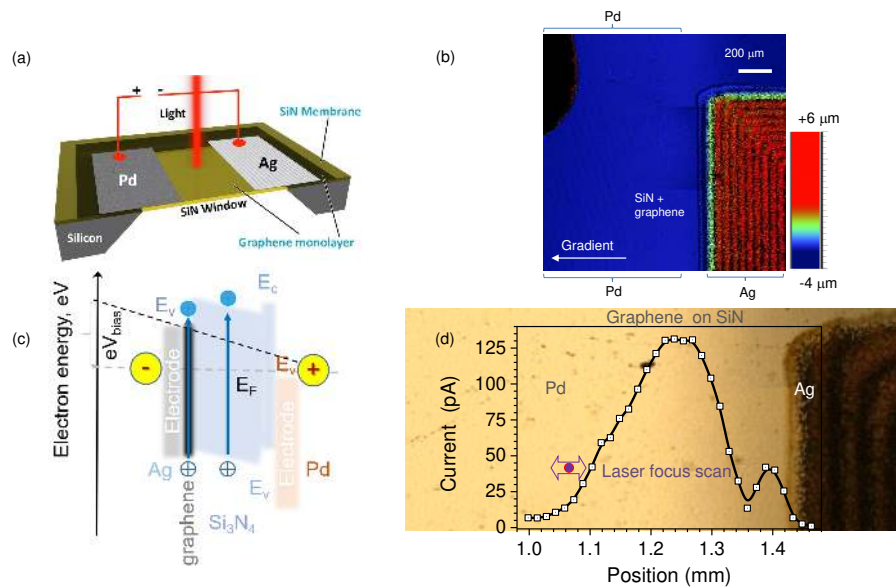 (a)
+ -
Light
SiN Membrane
Pd
Ag
SiN Window
Silicon
Graphene monolayer
(b)
Pd
200 μm
+6 μm
SiN +
graphene
Gradient
-4 μm
Pd
Ag
(c)
Electron energy, eV
eV_bias
E_v
E_c
-
+
E_v
E_F
Electrode
Electrode
Ag
Pd
E_v
graphene
Si₃N₄
(d)
Graphene on SiN
Pd
Ag
Laser focus scan
Current (pA)
125
100
75
50
25
0
1.0 1.1 1.2 1.3 1.4
Position (mm)